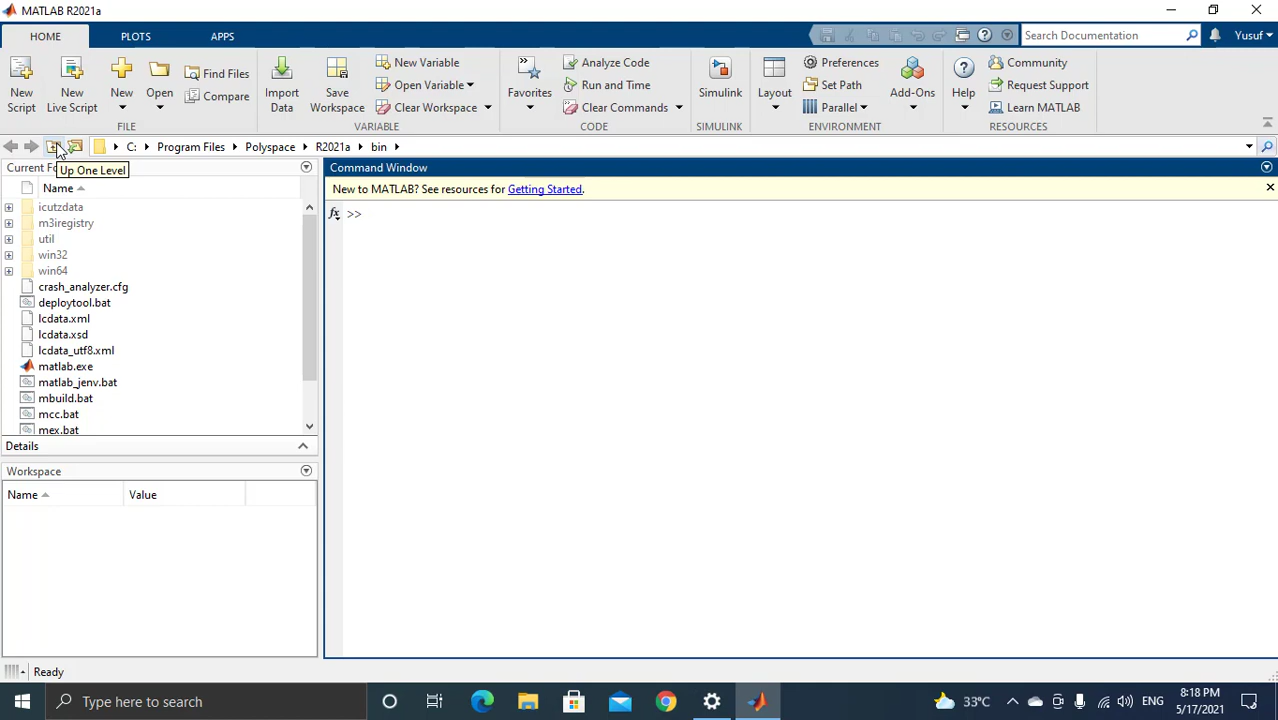 MATLAB R2021a
HOME PLOTS APPS
Search Documentation
Yusuf
New Script
New Live Script
New
Open
Find Files
Compare
FILE
Import Data
Save Workspace
New Variable
Open Variable
Clear Workspace
VARIABLE
Favorites
Analyze Code
Run and Time
Clear Commands
CODE
Simulink
SIMULINK
Layout
Preferences
Set Path
Parallel
ENVIRONMENT
Add-Ons
Help
Community
Request Support
Learn MATLAB
RESOURCES
C: Program Files Polyspace R2021a bin
Up One Level
Current Fo
Name
icutzdata
m3iregistry
util
win32
win64
crash_analyzer.cfg
deploytool.bat
lcdata.xml
lcdata.xsd
lcdata_utf8.xml
matlab.exe
matlab_jenv.bat
mbuild.bat
mcc.bat
mex.bat
Details
Workspace
Name Value
Command Window
New to MATLAB? See resources for Getting Started.
fx >>
Ready
Type here to search
33°C
ENG
8:18 PM
5/17/2021